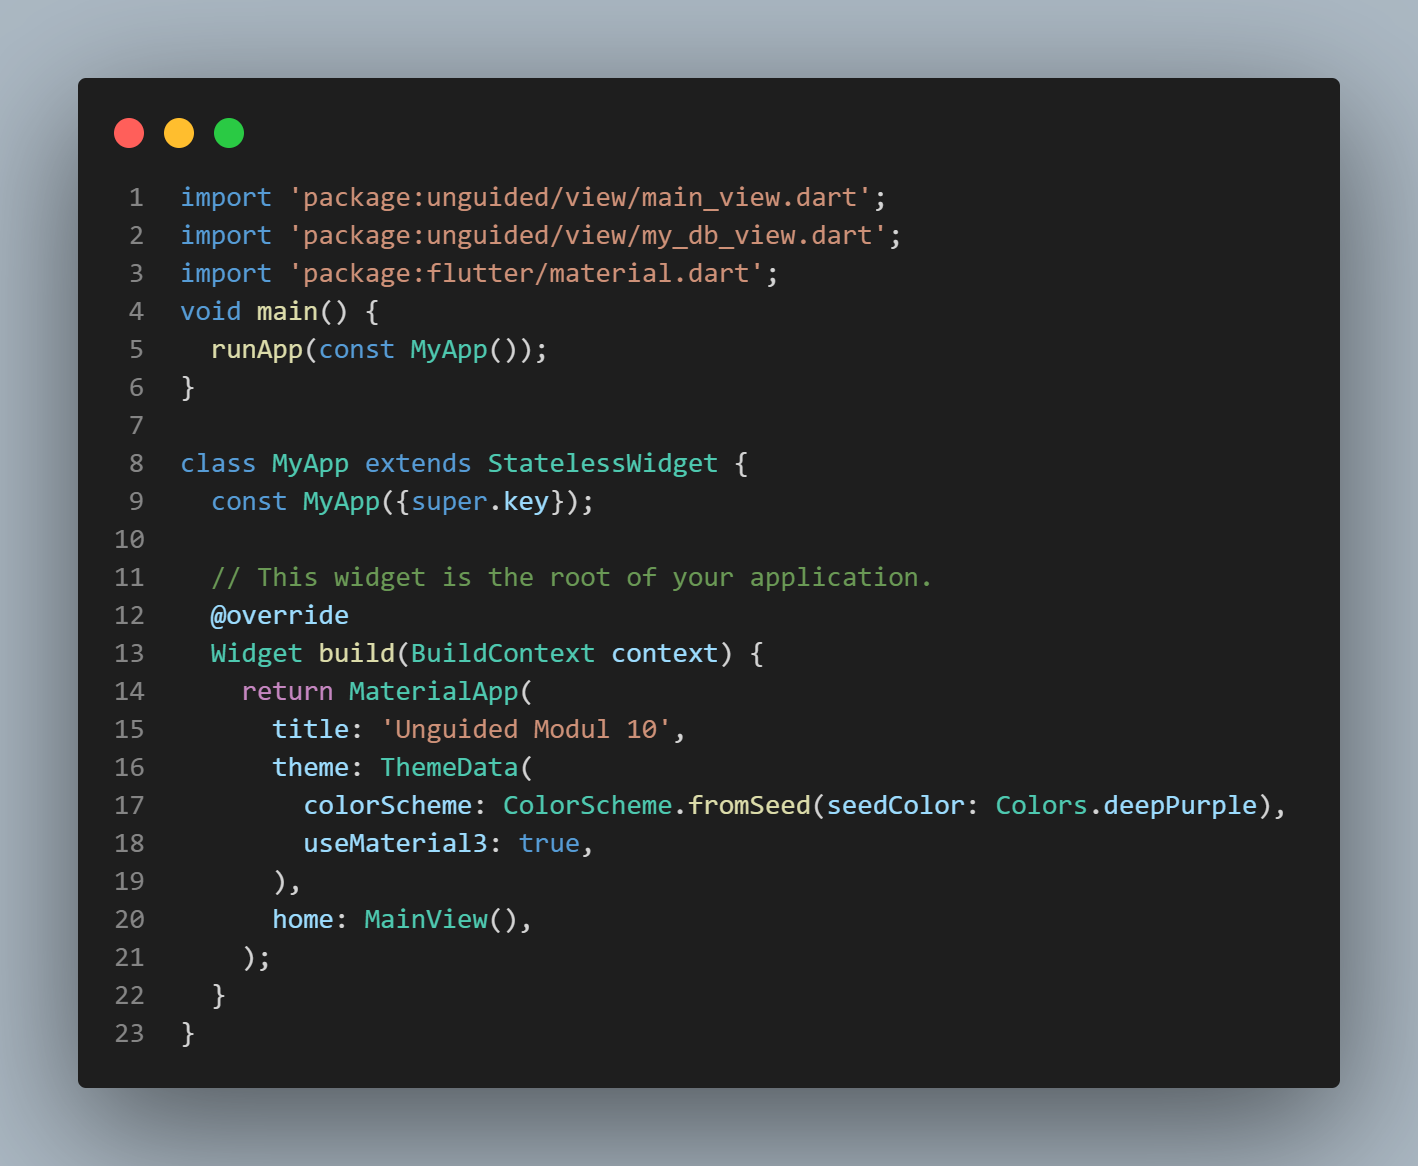 1 import 'package:unguided/view/main_view.dart';
2 import 'package:unguided/view/my_db_view.dart';
3 import 'package:flutter/material.dart';
4 void main() {
5   runApp(const MyApp());
6 }
7
8 class MyApp extends StatelessWidget {
9   const MyApp({super.key});
10
11   // This widget is the root of your application.
12   @override
13   Widget build(BuildContext context) {
14     return MaterialApp(
15       title: 'Unguided Modul 10',
16       theme: ThemeData(
17         colorScheme: ColorScheme.fromSeed(seedColor: Colors.deepPurple),
18         useMaterial3: true,
19       ),
20       home: MainView(),
21     );
22   }
23 }